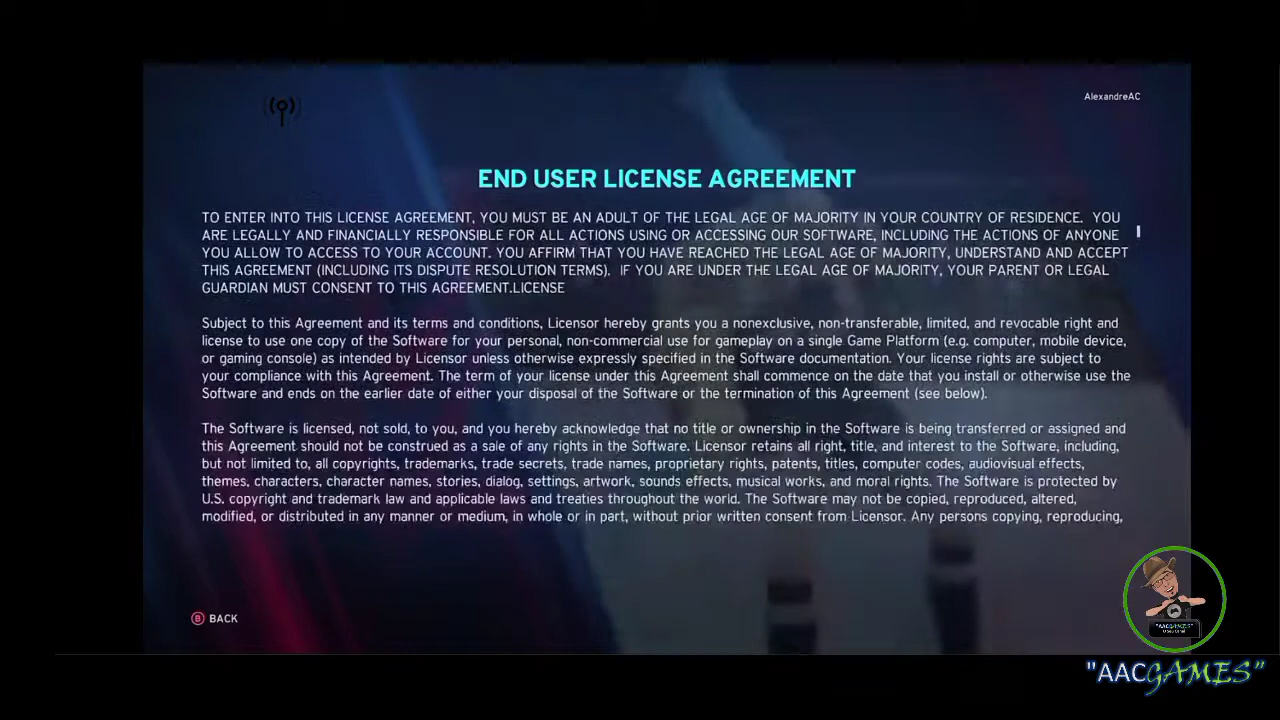 AlexandreAC
END USER LICENSE AGREEMENT
TO ENTER INTO THIS LICENSE AGREEMENT, YOU MUST BE AN ADULT OF THE LEGAL AGE OF MAJORITY IN YOUR COUNTRY OF RESIDENCE.  YOU
ARE LEGALLY AND FINANCIALLY RESPONSIBLE FOR ALL ACTIONS USING OR ACCESSING OUR SOFTWARE, INCLUDING THE ACTIONS OF ANYONE
YOU ALLOW TO ACCESS TO YOUR ACCOUNT. YOU AFFIRM THAT YOU HAVE REACHED THE LEGAL AGE OF MAJORITY, UNDERSTAND AND ACCEPT
THIS AGREEMENT (INCLUDING ITS DISPUTE RESOLUTION TERMS).  IF YOU ARE UNDER THE LEGAL AGE OF MAJORITY, YOUR PARENT OR LEGAL
GUARDIAN MUST CONSENT TO THIS AGREEMENT.LICENSE
Subject to this Agreement and its terms and conditions, Licensor hereby grants you a nonexclusive, non-transferable, limited, and revocable right and
license to use one copy of the Software for your personal, non-commercial use for gameplay on a single Game Platform (e.g. computer, mobile device,
or gaming console) as intended by Licensor unless otherwise expressly specified in the Software documentation. Your license rights are subject to
your compliance with this Agreement. The term of your license under this Agreement shall commence on the date that you install or otherwise use the
Software and ends on the earlier date of either your disposal of the Software or the termination of this Agreement (see below).
The Software is licensed, not sold, to you, and you hereby acknowledge that no title or ownership in the Software is being transferred or assigned and
this Agreement should not be construed as a sale of any rights in the Software. Licensor retains all right, title, and interest to the Software, including,
but not limited to, all copyrights, trademarks, trade secrets, trade names, proprietary rights, patents, titles, computer codes, audiovisual effects,
themes, characters, character names, stories, dialog, settings, artwork, sounds effects, musical works, and moral rights. The Software is protected by
U.S. copyright and trademark law and applicable laws and treaties throughout the world. The Software may not be copied, reproduced, altered,
modified, or distributed in any manner or medium, in whole or in part, without prior written consent from Licensor. Any persons copying, reproducing,
B BACK
"AACGAMES"
O Seu Canal
"AACGAMES"